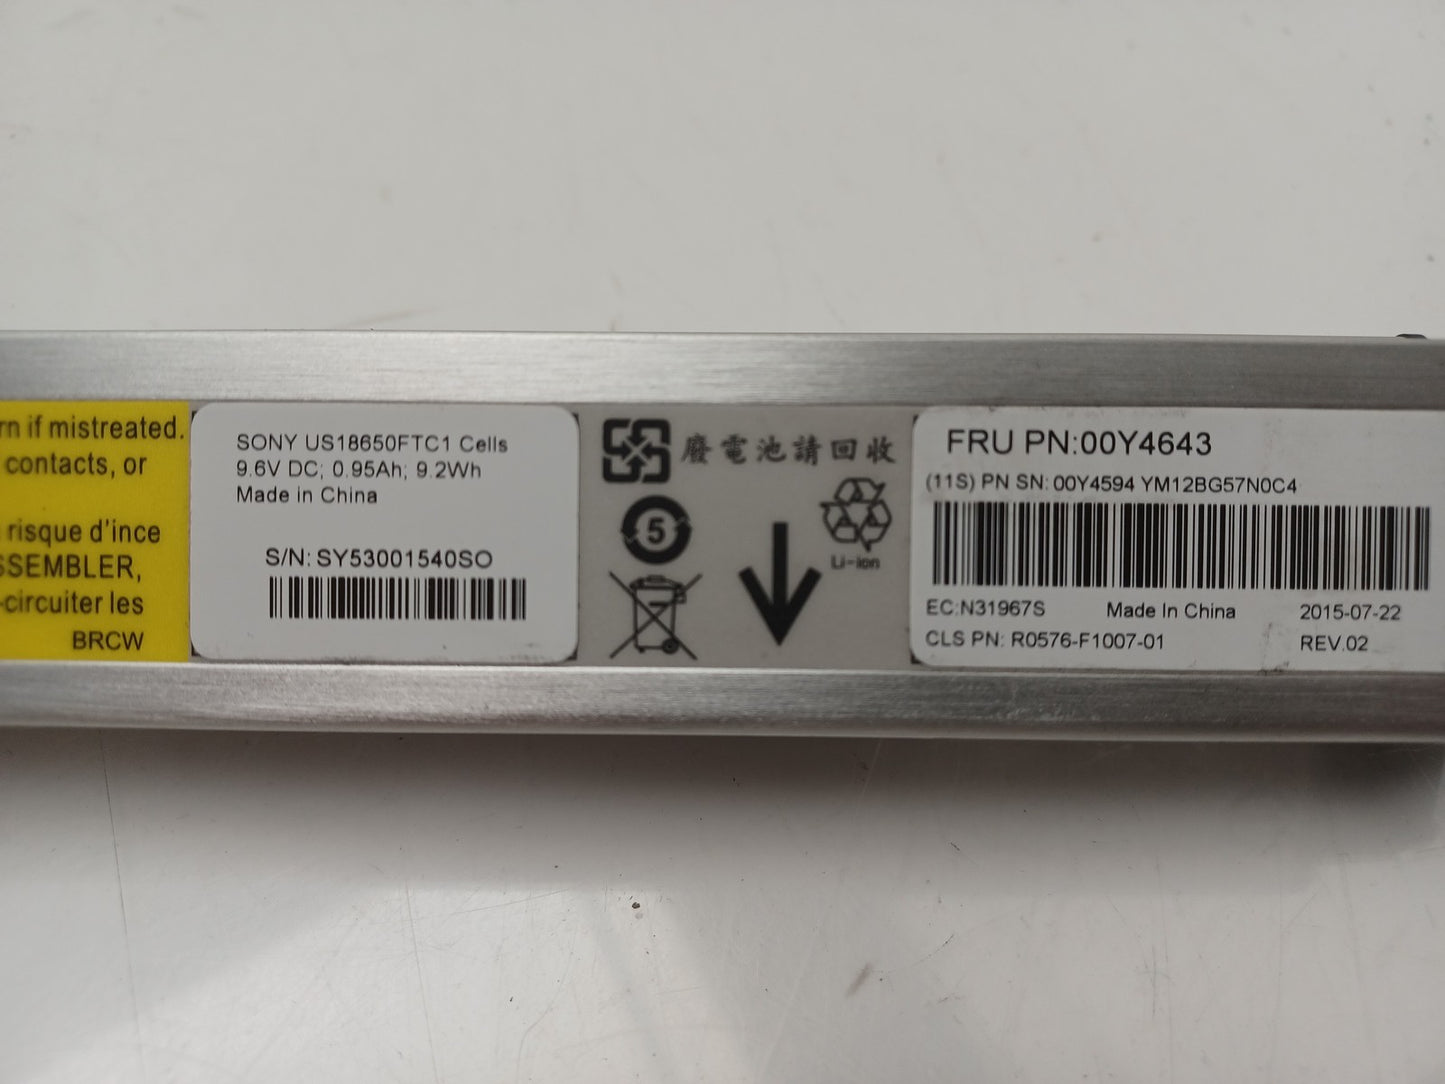 rn if mistreated.
contacts, or
risque d'ince
SSEMBLER,
-circuiter les
BRCW
SONY US18650FTC1 Cells
9.6V DC; 0.95Ah; 9.2Wh
Made in China
S/N: SY53001540SO
廢電池請回收
5
Li-ion
FRU PN:00Y4643
(11S) PN SN: 00Y4594 YM12BG57N0C4
EC:N31967S Made In China 2015-07-22
CLS PN: R0576-F1007-01 REV.02